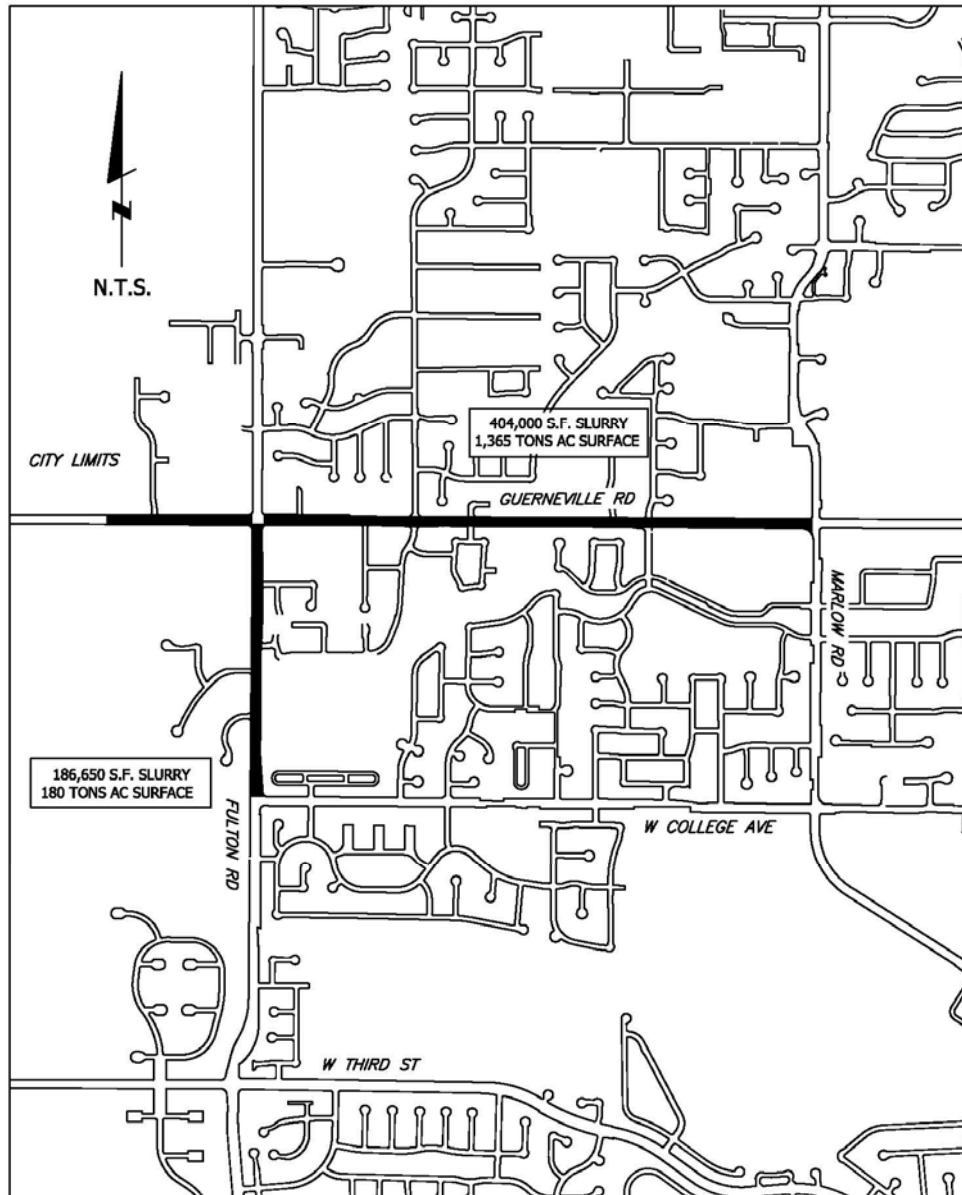 N
N.T.S.
404,000 S.F. SLURRY
1,365 TONS AC SURFACE
CITY LIMITS
GUERNEVILLE RD
MARLOW RD
186,650 S.F. SLURRY
180 TONS AC SURFACE
FULTON RD
W COLLEGE AVE
W THIRD ST